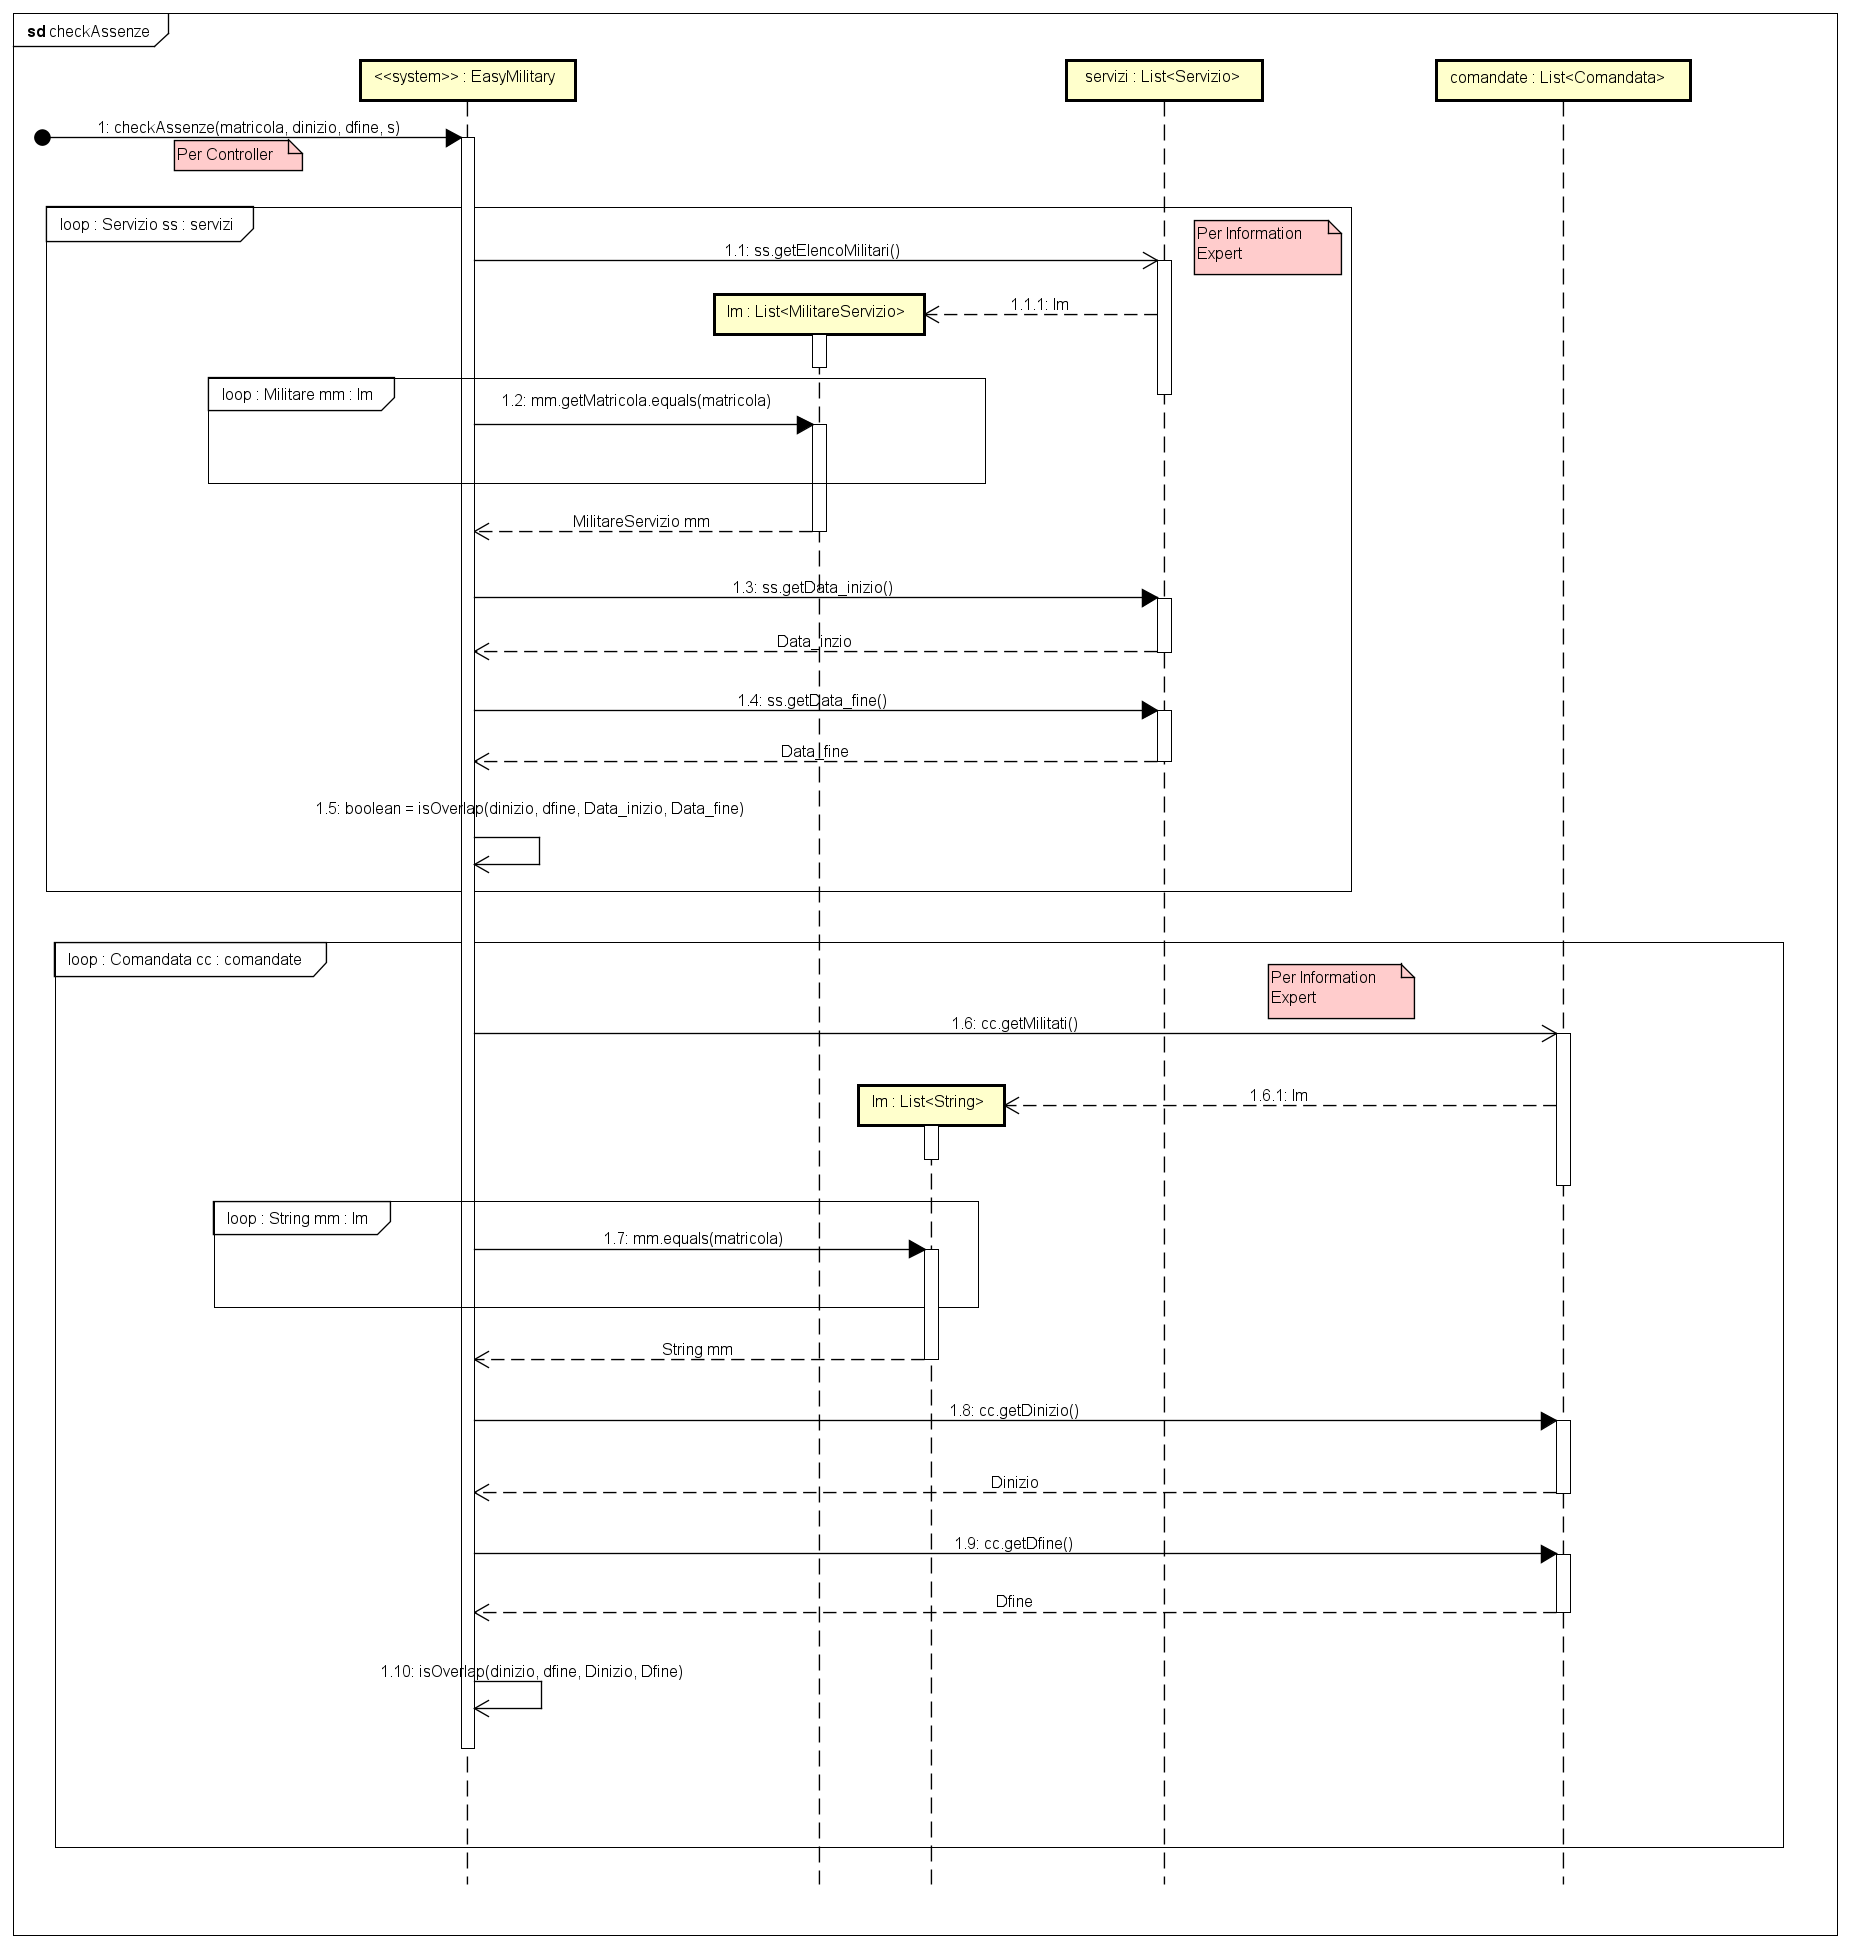 sd checkAssenze
<<system>> : EasyMilitary
servizi : List<Servizio>
comandate : List<Comandata>
1: checkAssenze(matricola, dinizio, dfine, s)
Per Controller
loop : Servizio ss : servizi
Per Information
Expert
1.1: ss.getElencoMilitari()
1.1.1: lm
lm : List<MilitareServizio>
loop : Militare mm : lm
1.2: mm.getMatricola.equals(matricola)
MilitareServizio mm
1.3: ss.getData_inizio()
Data_inzio
1.4: ss.getData_fine()
Data_fine
1.5: boolean = isOverlap(dinizio, dfine, Data_inizio, Data_fine)
loop : Comandata cc : comandate
Per Information
Expert
1.6: cc.getMilitati()
1.6.1: lm
lm : List<String>
loop : String mm : lm
1.7: mm.equals(matricola)
String mm
1.8: cc.getDinizio()
Dinizio
1.9: cc.getDfine()
Dfine
1.10: isOverlap(dinizio, dfine, Dinizio, Dfine)